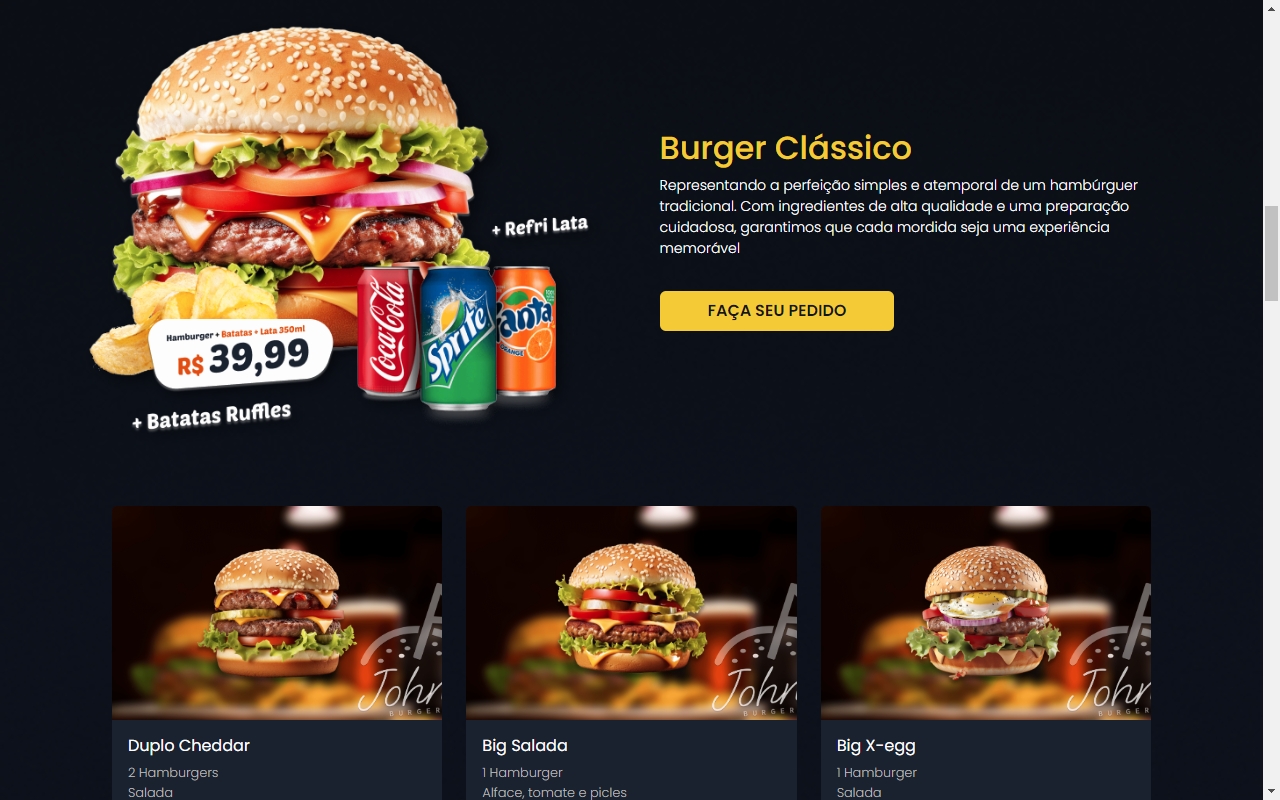 Burger Clássico
Representando a perfeição simples e atemporal de um hambúrguer
tradicional. Com ingredientes de alta qualidade e uma preparação
cuidadosa, garantimos que cada mordida seja uma experiência
memorável
FAÇA SEU PEDIDO
+ Refri Lata
Coca-Cola
Sprite
Fanta
ORANGE
Hamburger + Batatas + Lata 350ml
R$ 39,99
+ Batatas Ruffles
John
BURGER
John
BURGER
John
BURGER
Duplo Cheddar
2 Hamburgers
Salada
Big Salada
1 Hamburger
Alface, tomate e picles
Big X-egg
1 Hamburger
Salada